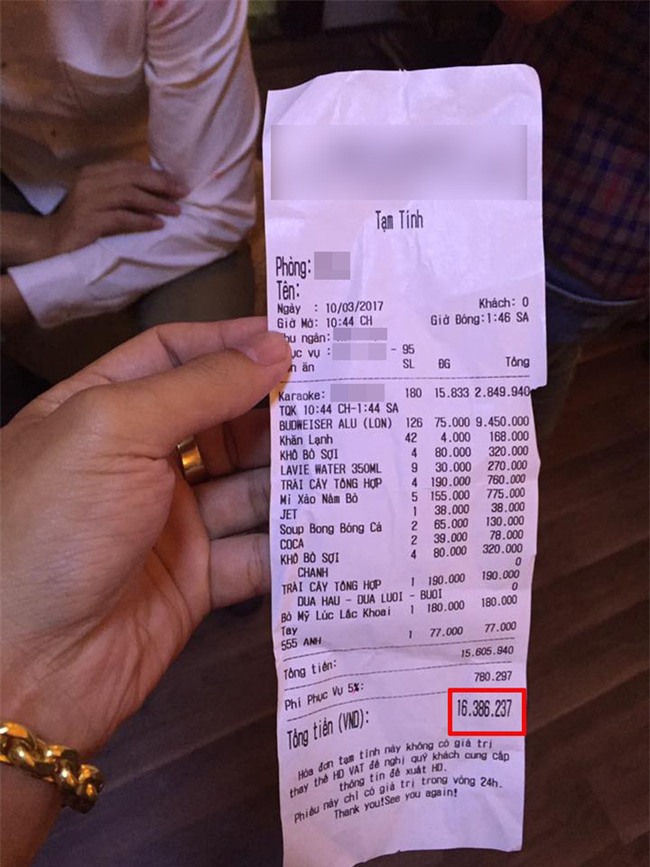 Tạm Tính
Phòng:
Tên:
Ngày : 10/03/2017 Khách: 0
Giờ Mở: 10:44 CH Giờ Đóng:1:46 SA
hu ngân:
ục vụ : - 95
n ăn SL ĐG Tổng
Karaoke: 180 15.833 2.849.940
TQK 10:44 CH-1:44 SA
BUDWEISER ALU (LON) 126 75.000 9.450.000
Khăn Lạnh 42 4.000 168.000
KHÔ BÒ SỢI 4 80.000 320.000
LAVIE WATER 350ML 9 30.000 270.000
TRÁI CÂY TỔNG HỢP 4 190.000 760.000
Mì Xào Nấm Bò 5 155.000 775.000
JET 1 38.000 38.000
Soup Bong Bóng Cá 2 65.000 130.000
COCA 2 39.000 78.000
KHÔ BÒ SỢI 4 80.000 320.000
CHANH 0
TRÁI CÂY TỔNG HỢP 1 190.000 190.000
DUA HAU - DUA LUOI - BUOI 0
Bò Mỹ Lúc Lắc Khoai 1 180.000 180.000
Tây
555 ANH 1 77.000 77.000
Tổng tiền: 15.605.940
Phí Phục Vụ 5%: 780.297
Tổng tiền (VND): 16.386.237
Hóa đơn tạm tính này không có giá trị
thay thế HD VAT đề nghị quý khách cung cấp
thông tin để xuất HD.
Phiếu này chỉ có giá trị trong vòng 24h.
Thank you!See you again!